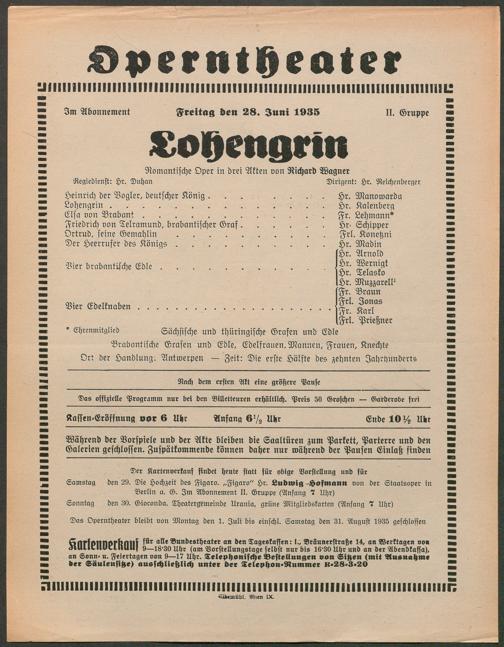 Operntheater
Im Abonnement Freitag den 28. Juni 1935 II. Gruppe
Lohengrin
Romantische Oper in drei Akten von Richard Wagner
Regiedienst: Hr. Duhan Dirigent: Hr. Reichenberger
Heinrich der Vogler, deutscher König . . . . . . . Hr. Manowarda
Lohengrin . . . . . . . Hr. Kalenberg
Elsa von Brabant . . . . . . . Fr. Lehmann*
Friedrich von Telramund, brabantischer Graf . . . . . . . Hr. Schipper
Ortrud, seine Gemahlin . . . . . . . Frl. Konetzni
Der Heerrufer des Königs . . . . . . . Hr. Madin
Vier brabantische Edle . . . . . . . Hr. Arnold
Hr. Wernigk
Hr. Telasko
Hr. Muzzarelli
Vier Edelknaben . . . . . . . Fr. Braun
Frl. Jonas
Fr. Karl
Frl. Prießner
* Ehrenmitglied Sächsische und thüringische Grafen und Edle
Brabantische Grafen und Edle, Edelfrauen, Mannen, Frauen, Knechte
Ort der Handlung: Antwerpen — Zeit: Die erste Hälfte des zehnten Jahrhunderts
Nach dem ersten Akt eine größere Pause
Das offizielle Programm nur bei den Billetteuren erhältlich. Preis 50 Groschen — Garderobe frei
Kassen-Eröffnung vor 6 Uhr Anfang 6½ Uhr Ende 10½ Uhr
Während der Vorspiele und der Akte bleiben die Saaltüren zum Parkett, Parterre und den
Galerien geschlossen. Zuspätkommende können daher nur während der Pausen Einlaß finden
Der Kartenverkauf findet heute statt für obige Vorstellung und für
Samstag den 29. Die Hochzeit des Figaro. „Figaro“ Hr. Ludwig Hofmann von der Staatsoper in
Berlin a. G. Im Abonnement II. Gruppe (Anfang 7 Uhr)
Sonntag den 30. Gioconda. Theatergemeinde Urania, grüne Mitgliedskarten (Anfang 7 Uhr)
Das Operntheater bleibt von Montag den 1. Juli bis einschl. Samstag den 31. August 1935 geschlossen
Kartenverkauf für alle Bundestheater an den Tageskassen: I., Bräunerstraße 14, an Werktagen von
9—18·30 Uhr (am Vorstellungstage selbst nur bis 16·30 Uhr und an der Abendkassa),
an Sonn- u. Feiertagen von 9—17 Uhr. Telephonische Bestellungen von Sitzen (mit Ausnahme
der Säulensitze) ausschließlich unter der Telephon-Nummer R-28-3-20
Elbemühl, Wien IX.